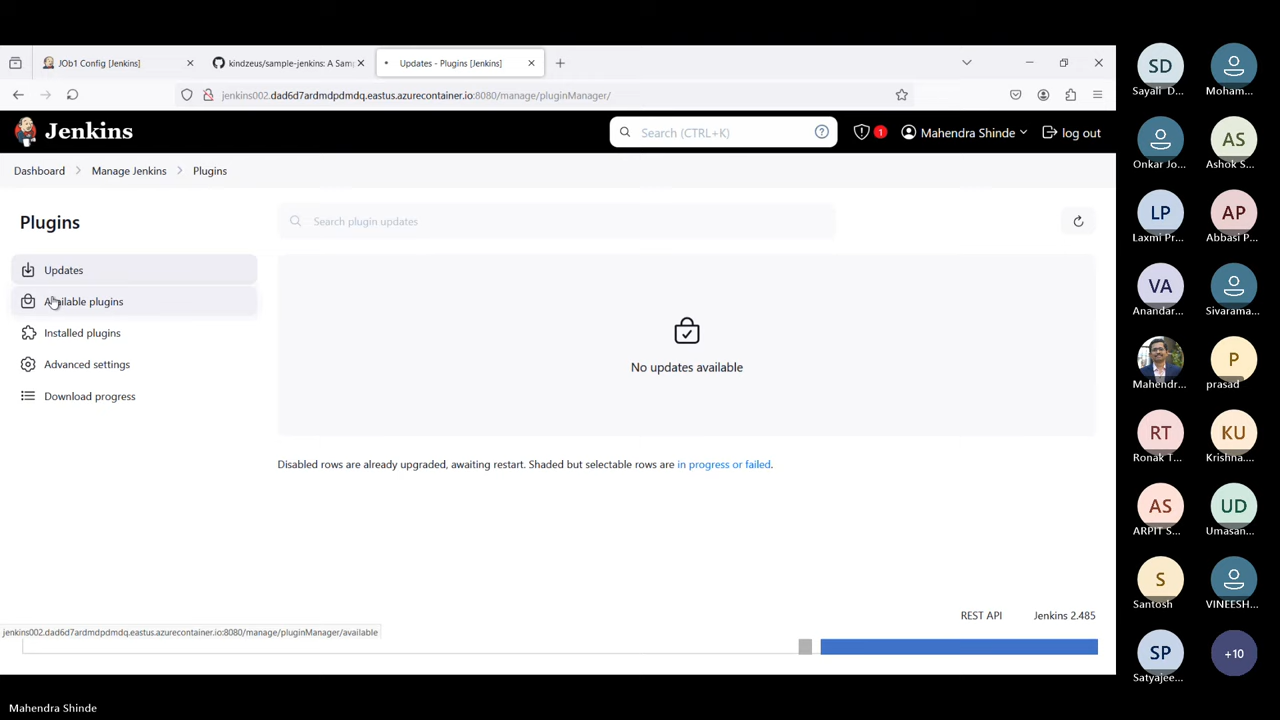 JOb1 Config [Jenkins]
kindzeus/sample-jenkins: A Sam
Updates - Plugins [Jenkins]
jenkins002.dad6d7ardmdpdmdq.eastus.azurecontainer.io:8080/manage/pluginManager/
Jenkins
Search (CTRL+K)
1
Mahendra Shinde
log out
Dashboard
Manage Jenkins
Plugins
Plugins
Search plugin updates
Updates
Available plugins
Installed plugins
Advanced settings
Download progress
No updates available
Disabled rows are already upgraded, awaiting restart. Shaded but selectable rows are in progress or failed.
REST API
Jenkins 2.485
jenkins002.dad6d7ardmdpdmdq.eastus.azurecontainer.io:8080/manage/pluginManager/available
SD
Sayali D...
Moham...
Onkar Jo...
AS
Ashok S...
LP
Laxmi Pr...
AP
Abbasi P...
VA
Anandar...
Sivarama...
Mahendr...
P
prasad
RT
Ronak T...
KU
Krishna....
AS
ARPIT S...
UD
Umasan...
S
Santosh
VINEESH...
SP
Satyajee...
+10
Mahendra Shinde